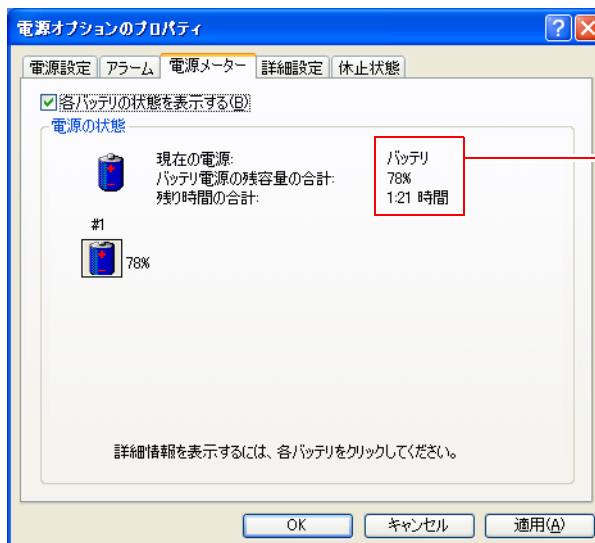 電源オプションのプロパティ
電源設定 アラーム 電源メーター 詳細設定 休止状態
各バッテリの状態を表示する(B)
電源の状態
現在の電源: バッテリ
バッテリ電源の残容量の合計: 78%
残り時間の合計: 1:21 時間
#1
78%
詳細情報を表示するには、各バッテリをクリックしてください。
OK キャンセル 適用(A)